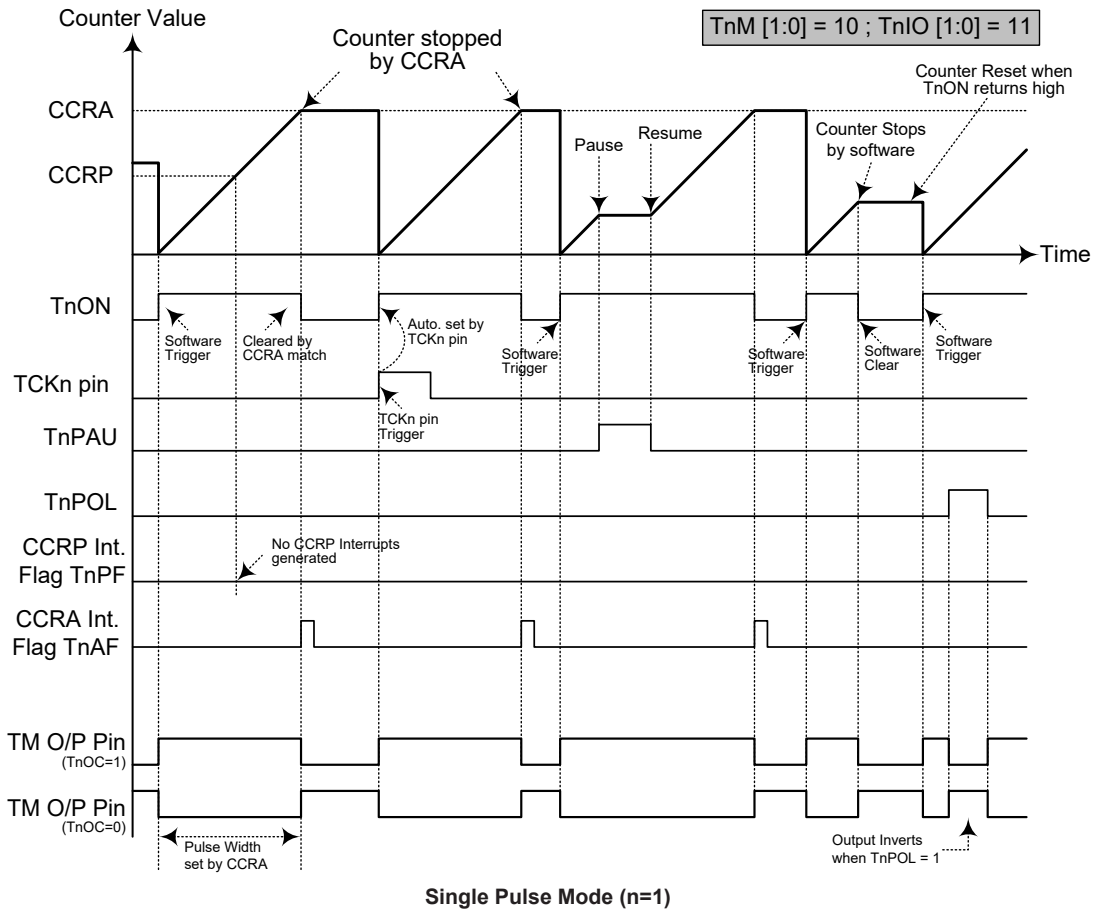 Counter Value
TnM [1:0] = 10 ; TnIO [1:0] = 11
Counter stopped
by CCRA
Counter Reset when
TnON returns high
CCRA
Counter Stops
by software
Pause
Resume
CCRP
Time
TnON
Software
Trigger
Cleared by
CCRA match
Auto. set by
TCKn pin
Software
Trigger
Software
Trigger
Software
Clear
Software
Trigger
TCKn pin
TCKn pin
Trigger
TnPAU
TnPOL
CCRP Int.
Flag TnPF
No CCRP Interrupts
generated
CCRA Int.
Flag TnAF
TM O/P Pin
(TnOC=1)
TM O/P Pin
(TnOC=0)
Pulse Width
set by CCRA
Output Inverts
when TnPOL = 1
Single Pulse Mode (n=1)